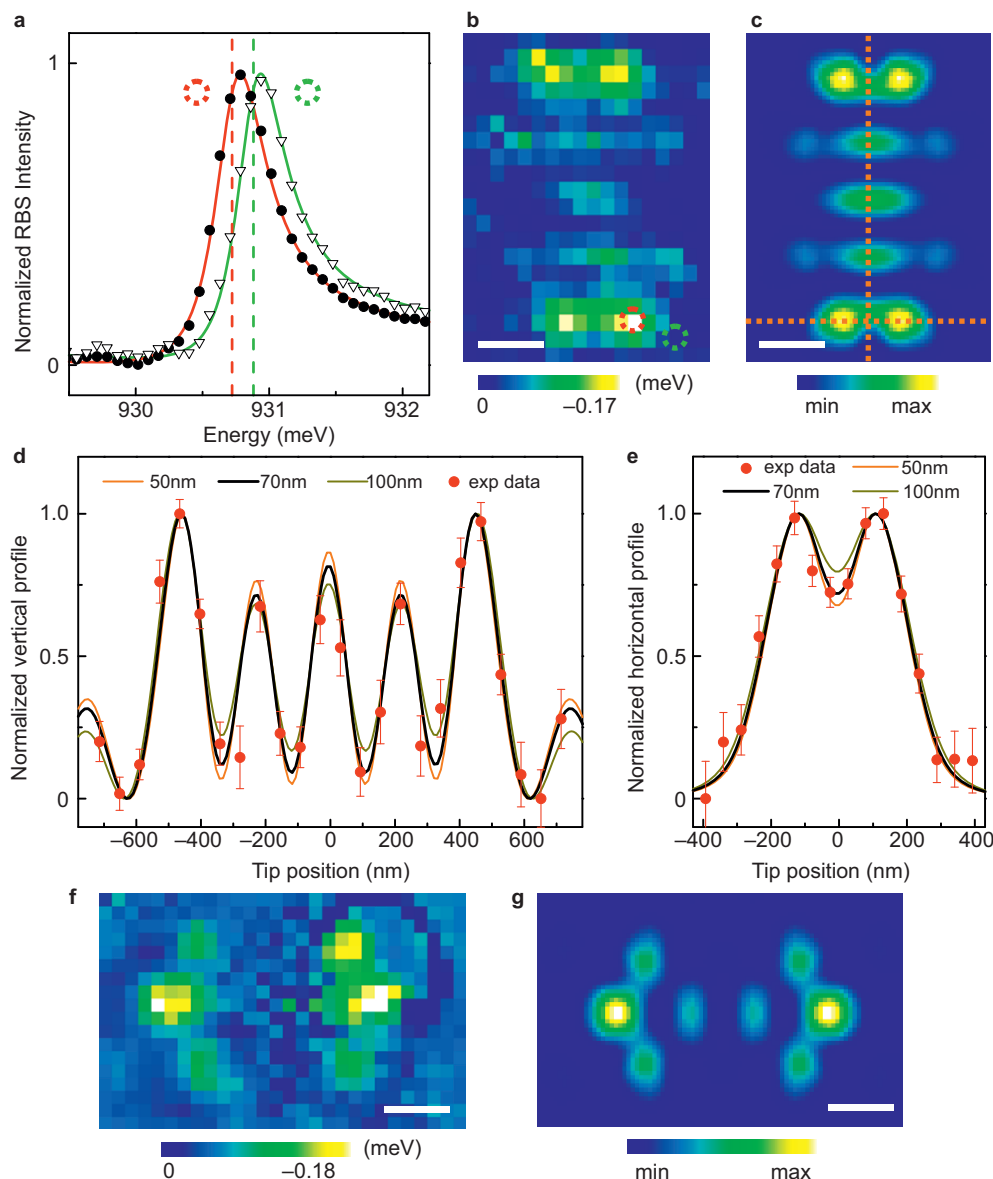 a
1
0
Normalized RBS Intensity
930
931
932
Energy (meV)
b
0
−0.17
(meV)
c
min
max
d
50nm
70nm
100nm
exp data
1.0
0.5
0
Normalized vertical profile
−600
−400
−200
0
200
400
600
Tip position (nm)
e
exp data
50nm
70nm
100nm
1.0
0.5
0
Normalized horizontal profile
−400
−200
0
200
400
Tip position (nm)
f
0
−0.18
(meV)
g
min
max